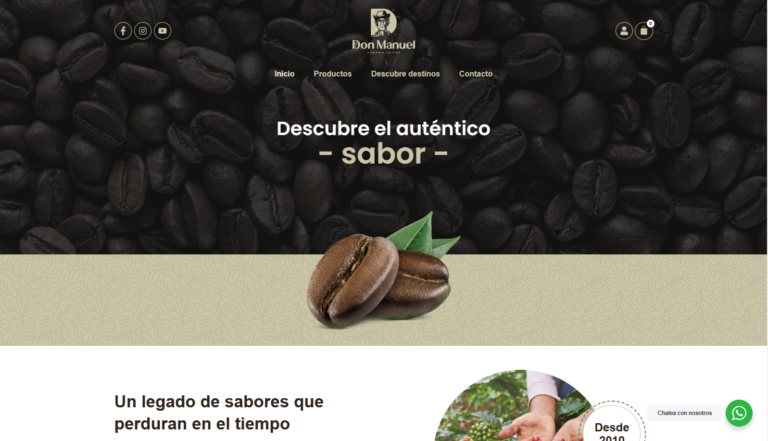 Don Manuel
0
Inicio
Productos
Descubre destinos
Contacto
Descubre el auténtico
- sabor -
Un legado de sabores que
perduran en el tiempo
Desde
2010
Chatea con nosotros